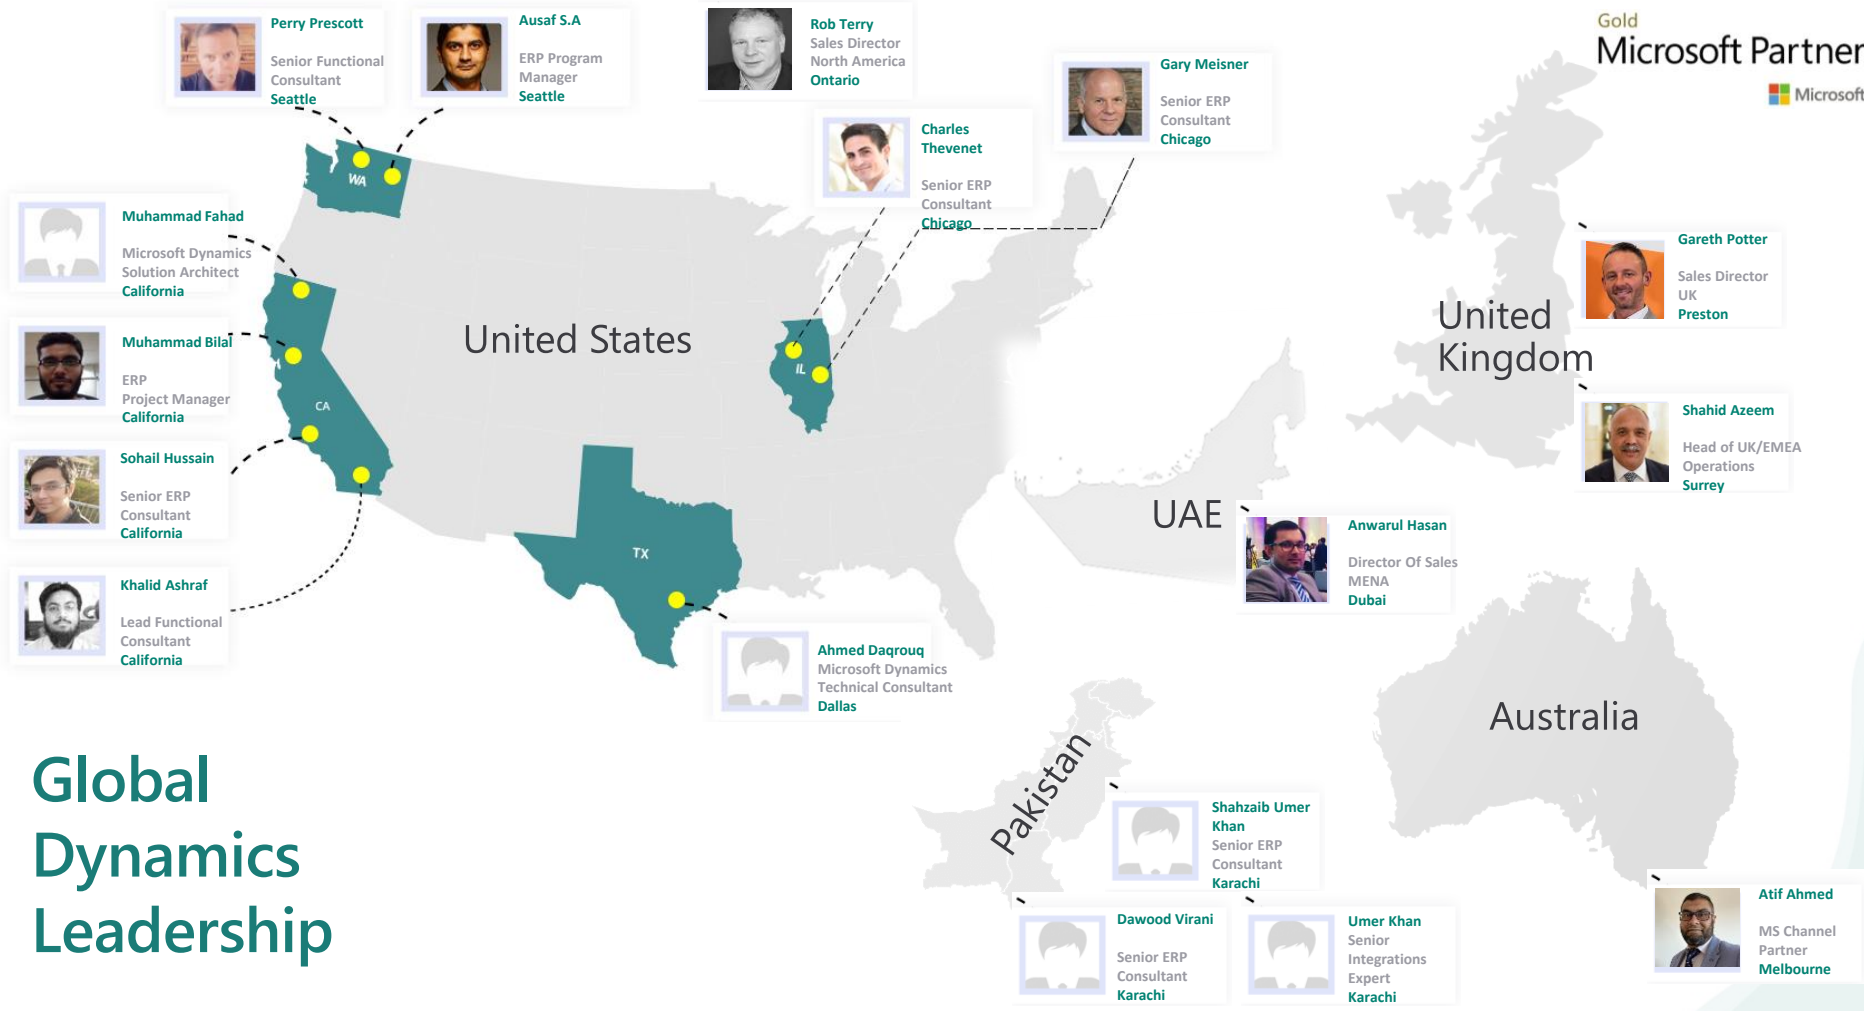 Perry Prescott
Senior Functional
Consultant
Seattle
Ausaf S.A
ERP Program
Manager
Seattle
Rob Terry
Sales Director
North America
Ontario
Gary Meisner
Senior ERP
Consultant
Chicago
Gold
Microsoft Partner
Microsoft
Charles
Thevenet
Senior ERP
Consultant
Chicago
WA
Muhammad Fahad
Microsoft Dynamics
Solution Architect
California
Muhammad Bilal
ERP
Project Manager
California
CA
Sohail Hussain
Senior ERP
Consultant
California
Khalid Ashraf
Lead Functional
Consultant
California
United States
IL
TX
Ahmed Daqrouq
Microsoft Dynamics
Technical Consultant
Dallas
United
Kingdom
Gareth Potter
Sales Director
UK
Preston
Shahid Azeem
Head of UK/EMEA
Operations
Surrey
UAE
Anwarul Hasan
Director Of Sales
MENA
Dubai
Australia
Pakistan
Shahzaib Umer
Khan
Senior ERP
Consultant
Karachi
Dawood Virani
Senior ERP
Consultant
Karachi
Umer Khan
Senior
Integrations
Expert
Karachi
Atif Ahmed
MS Channel
Partner
Melbourne
Global
Dynamics
Leadership